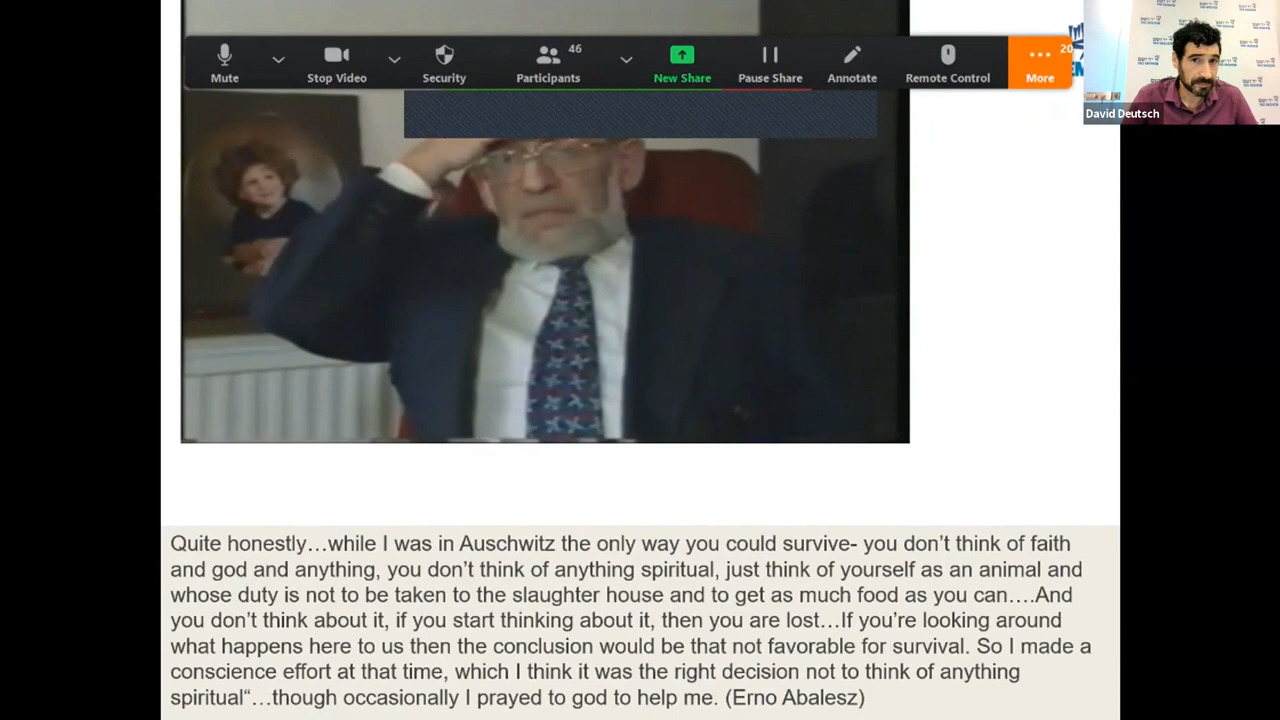 46
20
Mute
Stop Video
Security
Participants
New Share
Pause Share
Annotate
Remote Control
More
David Deutsch
Quite honestly…while I was in Auschwitz the only way you could survive- you don’t think of faith
and god and anything, you don’t think of anything spiritual, just think of yourself as an animal and
whose duty is not to be taken to the slaughter house and to get as much food as you can….And
you don’t think about it, if you start thinking about it, then you are lost…If you’re looking around
what happens here to us then the conclusion would be that not favorable for survival. So I made a
conscience effort at that time, which I think it was the right decision not to think of anything
spiritual“…though occasionally I prayed to god to help me. (Erno Abalesz)